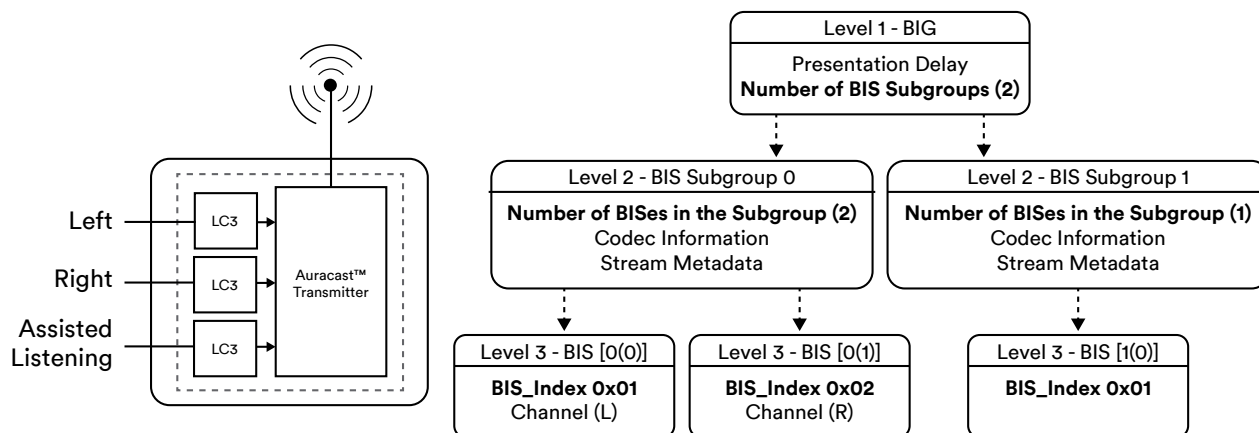 Left
Right
Assisted
Listening
LC3
LC3
LC3
Auracast™
Transmitter
Level 1 - BIG
Presentation Delay
Number of BIS Subgroups (2)
Level 2 - BIS Subgroup 0
Number of BISes in the Subgroup (2)
Codec Information
Stream Metadata
Level 2 - BIS Subgroup 1
Number of BISes in the Subgroup (1)
Codec Information
Stream Metadata
Level 3 - BIS [0(0)]
BIS_Index 0x01
Channel (L)
Level 3 - BIS [0(1)]
BIS_Index 0x02
Channel (R)
Level 3 - BIS [1(0)]
BIS_Index 0x01